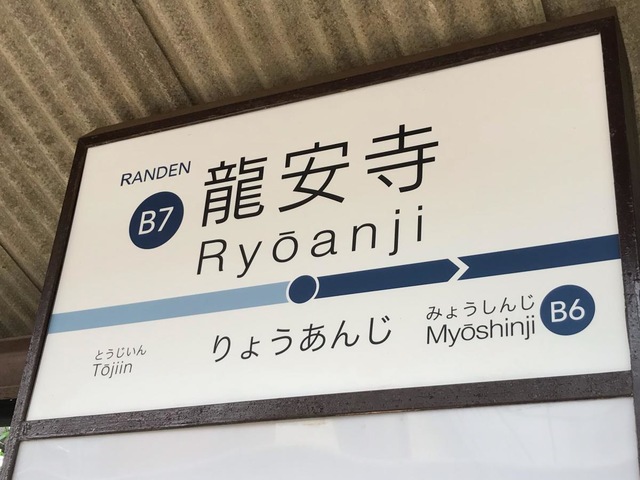 RANDEN
B7
龍安寺
Ryōanji
りょうあんじ
とうじいん
Tōjiin
みょうしんじ
Myōshinji
B6